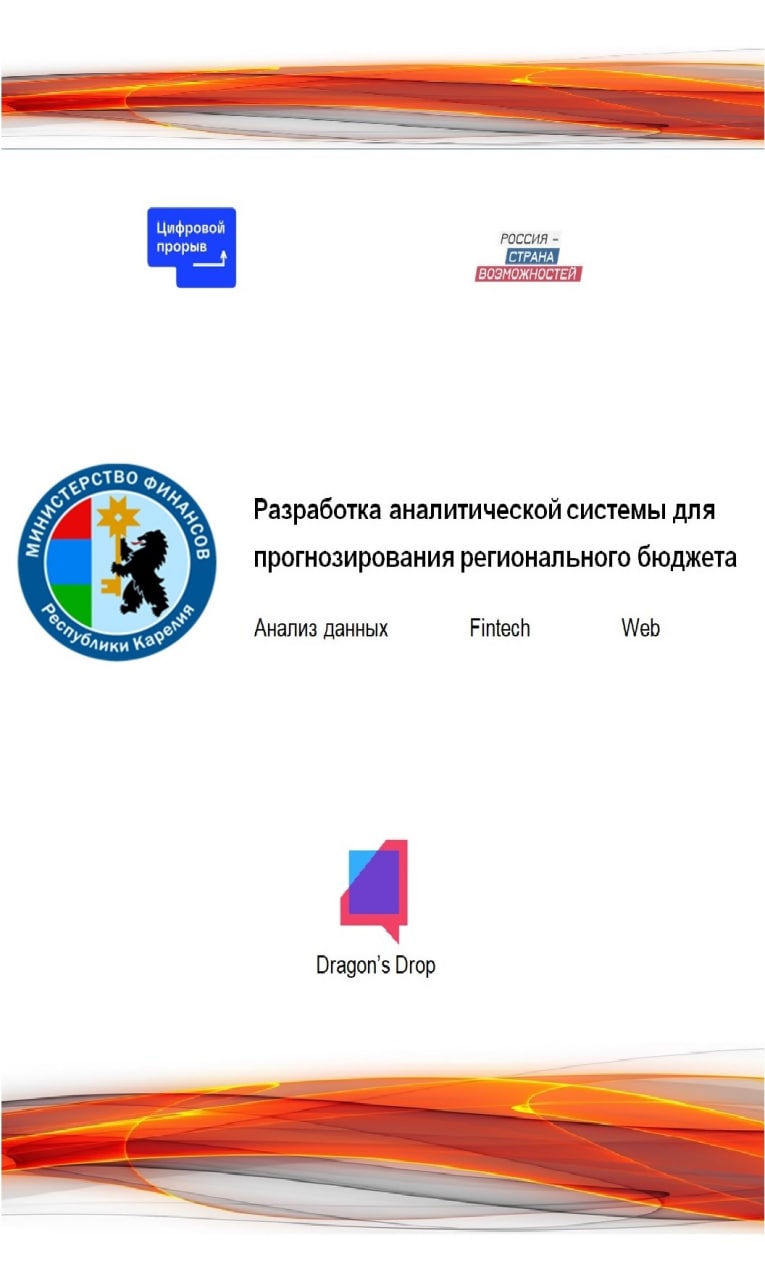 Цифровой
прорыв
РОССИЯ –
СТРАНА
ВОЗМОЖНОСТЕЙ
МИНИСТЕРСТВО ФИНАНСОВ
Республики Карелия
Разработка аналитической системы для
прогнозирования регионального бюджета
Анализ данных Fintech Web
Dragon’s Drop